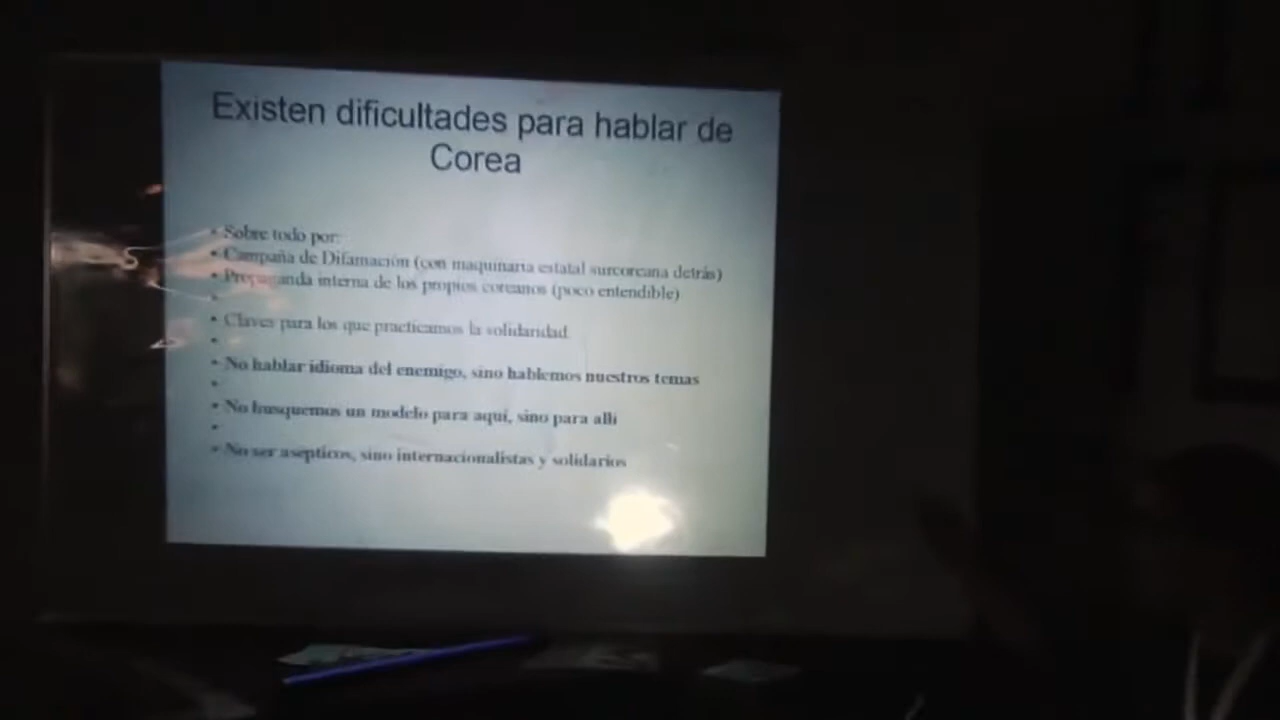 Existen dificultades para hablar de
Corea
• Sobre todo por:
• Campaña de Difamación (con maquinaria estatal surcoreana detrás)
• Propaganda interna de los propios coreanos (poco entendible)
•
• Claves para los que practicamos la solidaridad
•
• No hablar idioma del enemigo, sino hablemos nuestros temas
•
• No busquemos un modelo para aquí, sino para allí
•
• No ser asépticos, sino internacionalistas y solidarios